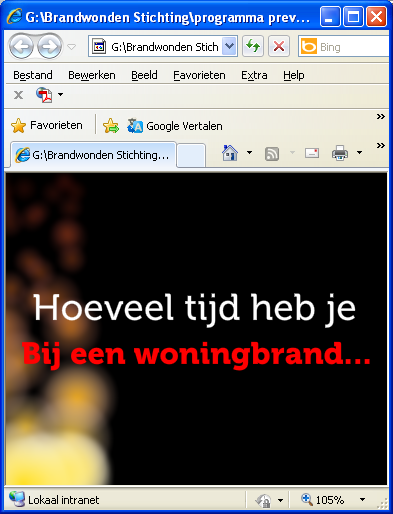 G:\Brandwonden Stichting\programma prev...
G:\Brandwonden Stich
Bing
Bestand Bewerken Beeld Favorieten Extra Help
x
Favorieten
Google Vertalen
»
G:\Brandwonden Stichting...
»
Hoeveel tijd heb je
Bij een woningbrand...
Lokaal intranet
105%